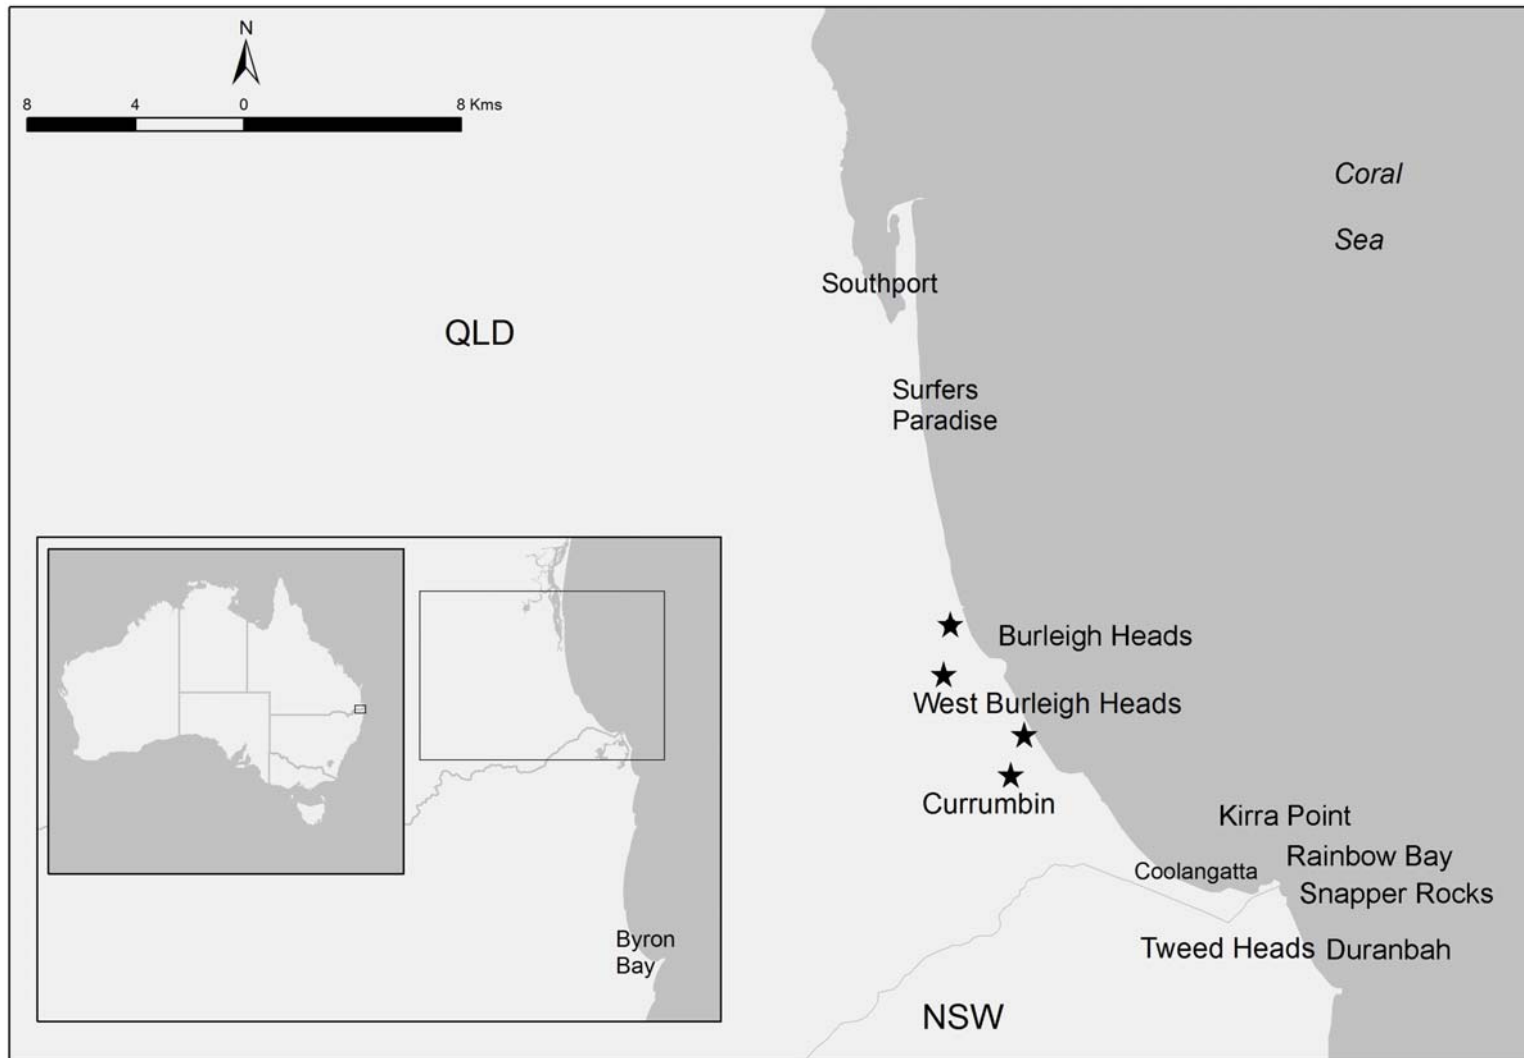 N
8 4 0 8 Kms
Coral
Sea
Southport
QLD
Surfers
Paradise
Burleigh Heads
West Burleigh Heads
Currumbin
Kirra Point
Rainbow Bay
Coolangatta
Snapper Rocks
Tweed Heads
Duranbah
Byron
Bay
NSW